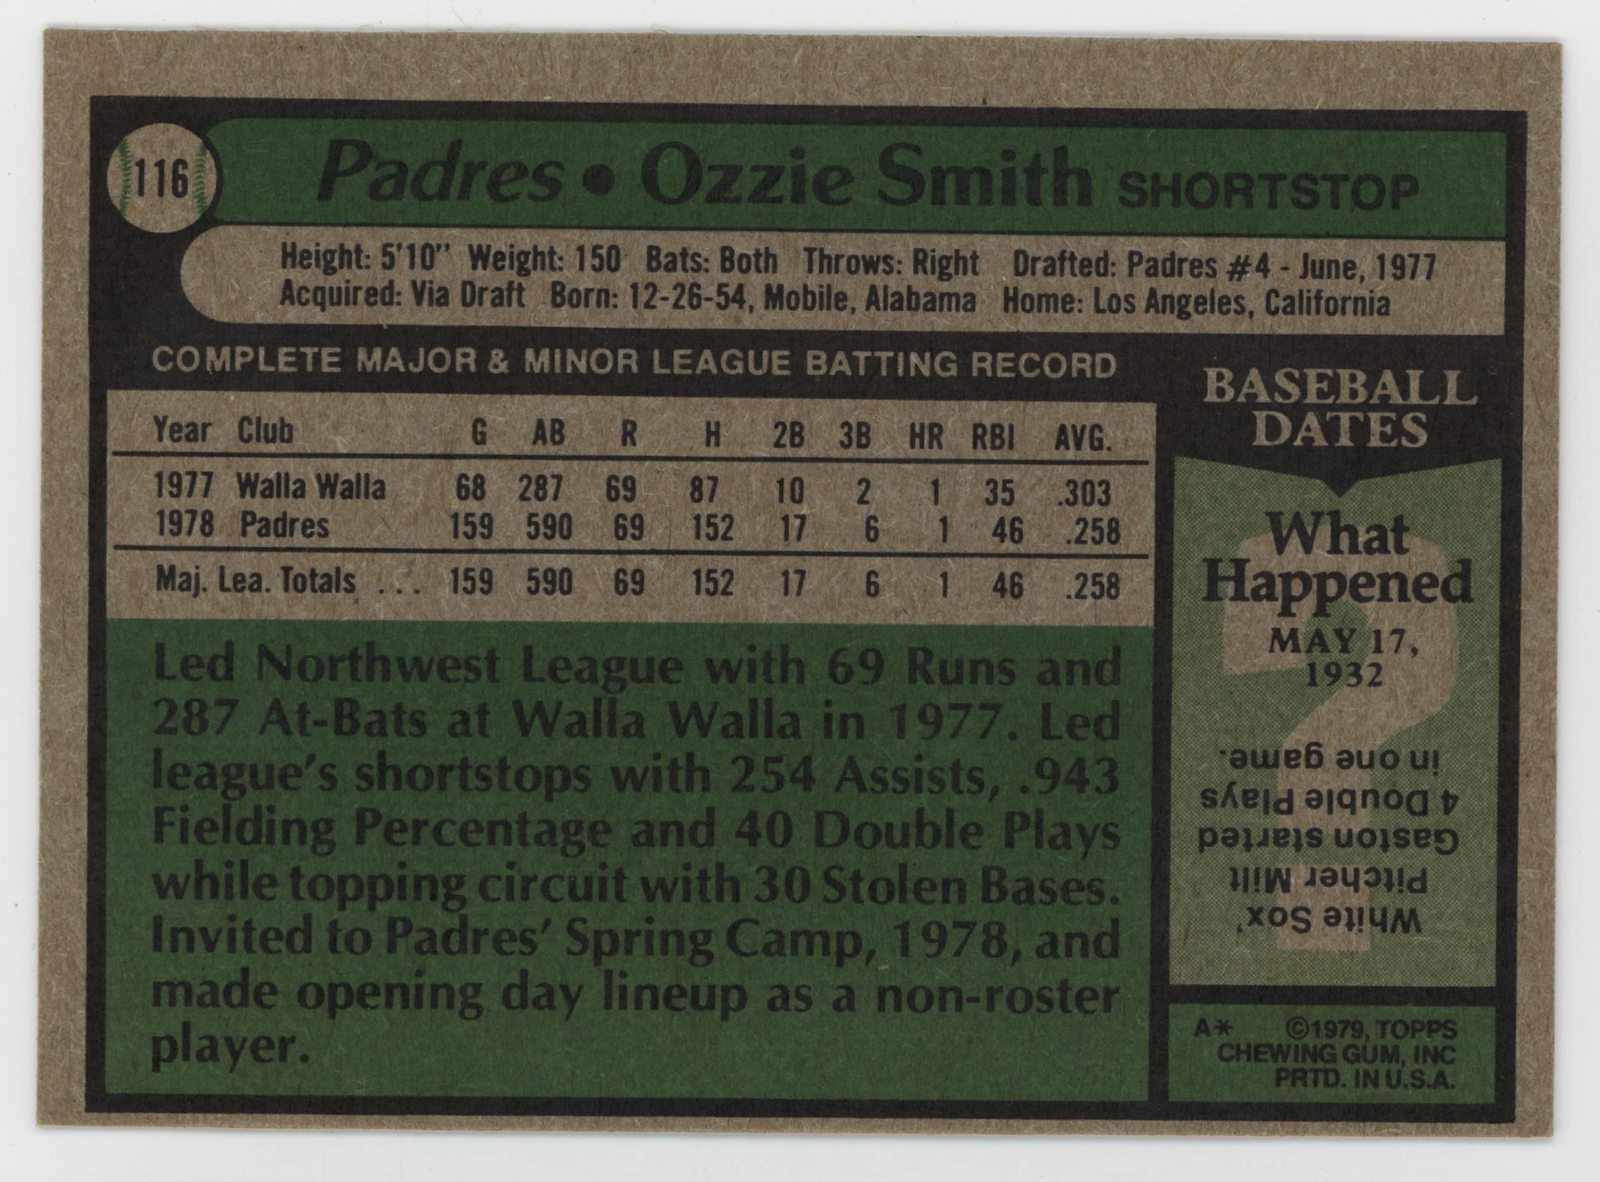 116
Padres • Ozzie Smith SHORTSTOP
Height: 5'10" Weight: 150 Bats: Both Throws: Right Drafted: Padres #4 - June, 1977
Acquired: Via Draft Born: 12-26-54, Mobile, Alabama Home: Los Angeles, California
COMPLETE MAJOR & MINOR LEAGUE BATTING RECORD
Year Club G AB R H 2B 3B HR RBI AVG.
1977 Walla Walla 68 287 69 87 10 2 1 35 .303
1978 Padres 159 590 69 152 17 6 1 46 .258
Maj. Lea. Totals ... 159 590 69 152 17 6 1 46 .258
Led Northwest League with 69 Runs and
287 At-Bats at Walla Walla in 1977. Led
league's shortstops with 254 Assists, .943
Fielding Percentage and 40 Double Plays
while topping circuit with 30 Stolen Bases.
Invited to Padres' Spring Camp, 1978, and
made opening day lineup as a non-roster
player.
BASEBALL
DATES
What
Happened
MAY 17,
1932
?
White Sox'
Pitcher Milt
Gaston started
4 Double Plays
in one game.
A* ©1979, TOPPS
CHEWING GUM, INC
PRTD. IN U.S.A.